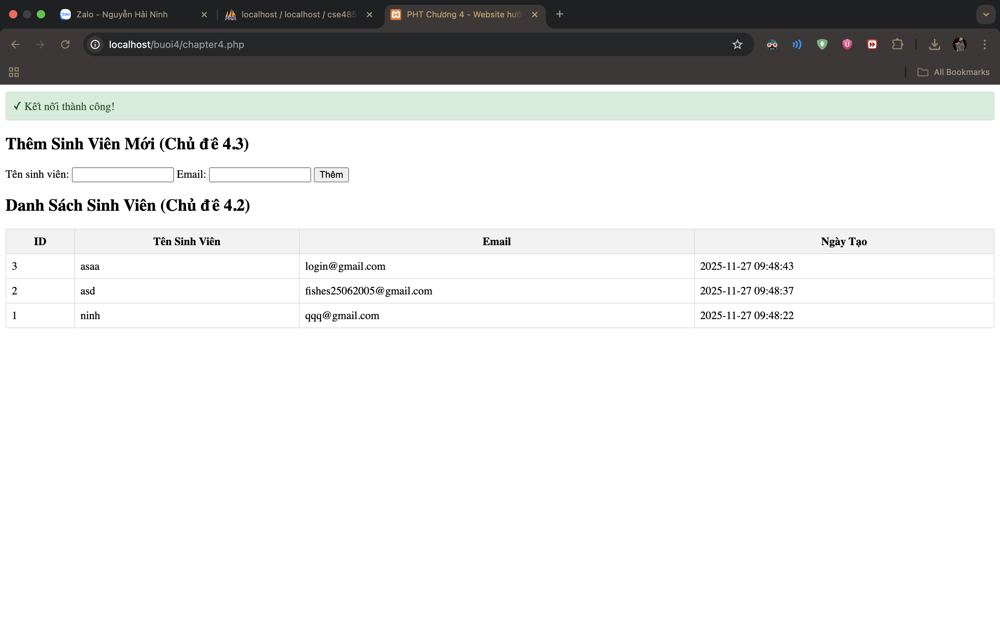 Zalo - Nguyễn Hải Ninh
localhost / localhost / cse485
PHT Chương 4 - Website hướ
localhost/buoi4/chapter4.php
All Bookmarks
✓ Kết nối thành công!
Thêm Sinh Viên Mới (Chủ đề 4.3)
Tên sinh viên: Email: Thêm
Danh Sách Sinh Viên (Chủ đề 4.2)
ID Tên Sinh Viên Email Ngày Tạo
3 asaa login@gmail.com 2025-11-27 09:48:43
2 asd fishes25062005@gmail.com 2025-11-27 09:48:37
1 ninh qqq@gmail.com 2025-11-27 09:48:22